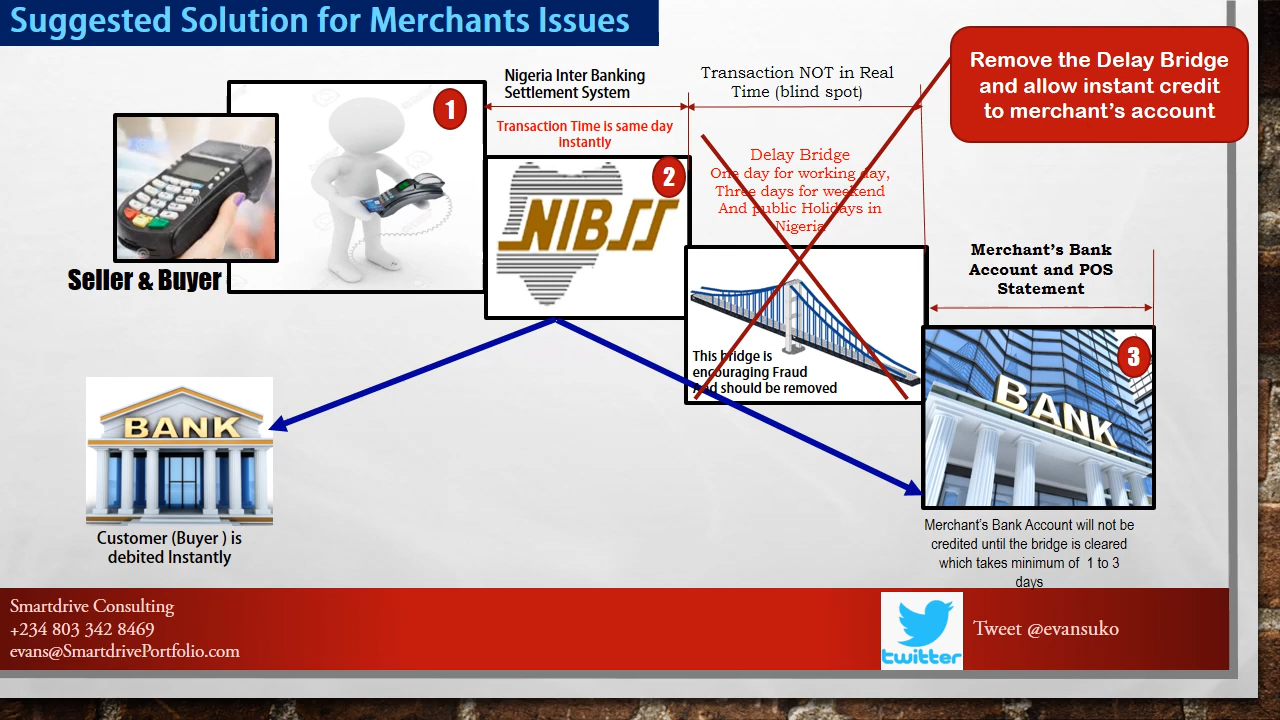 Suggested Solution for Merchants Issues
Remove the Delay Bridge
and allow instant credit
to merchant's account
Nigeria Inter Banking
Settlement System
Transaction NOT in Real
Time (blind spot)
1
Transaction Time is same day
instantly
2
NIBSS
Delay Bridge
One day for working day,
Three days for weekend
And public Holidays in
Nigeria
Seller & Buyer
Merchant's Bank
Account and POS
Statement
This bridge is
encouraging Fraud
And should be removed
3
BANK
BANK
Customer (Buyer ) is
debited Instantly
Merchant's Bank Account will not be
credited until the bridge is cleared
which takes minimum of 1 to 3
days
Smartdrive Consulting
+234 803 342 8469
evans@SmartdrivePortfolio.com
twitter
Tweet @evansuko